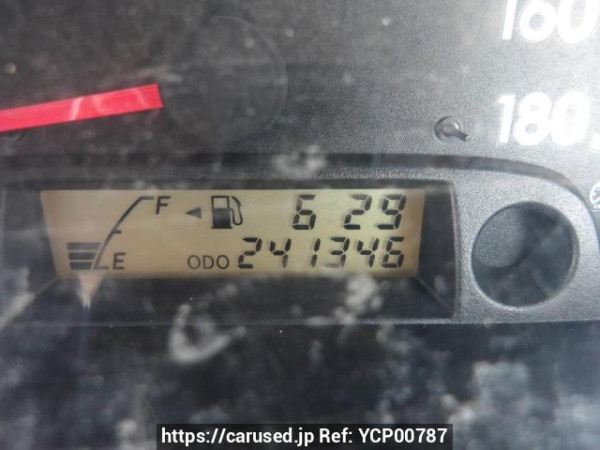 160
180
F 6 29
E ODO 241346
https://carused.jp Ref: YCP00787